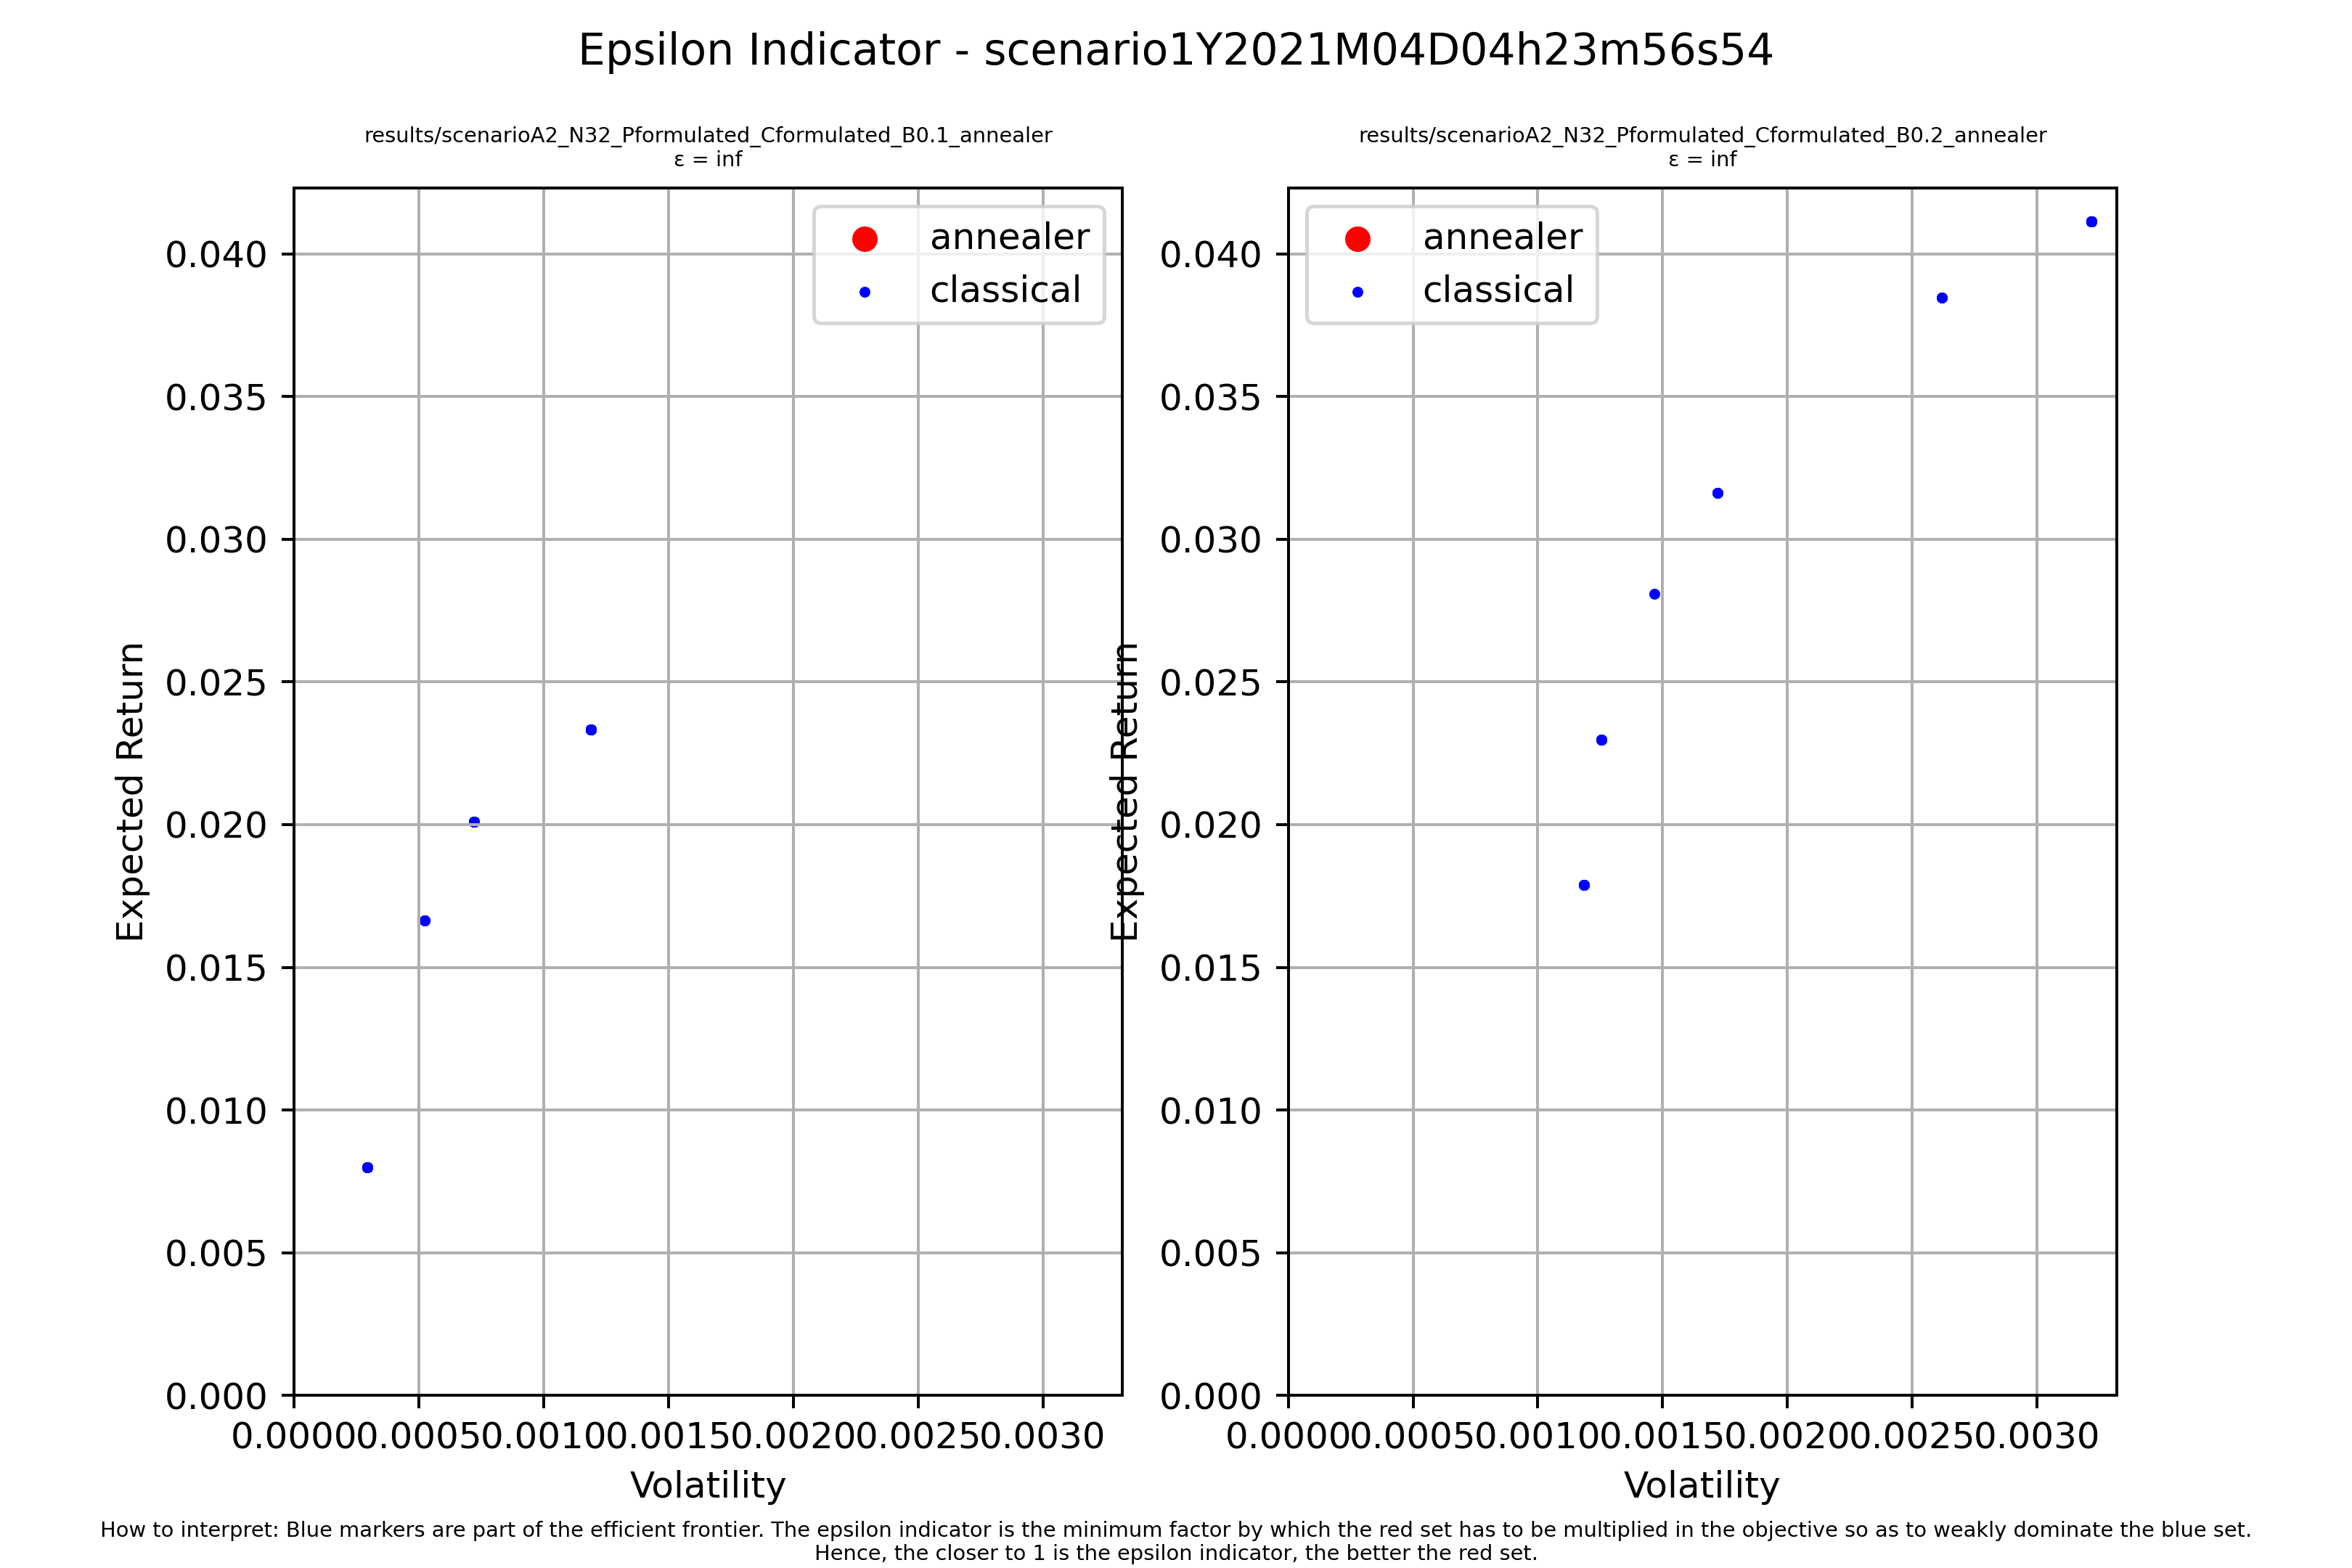 Epsilon Indicator - scenario1Y2021M04D04h23m56s54
results/scenarioA2_N32_Pformulated_Cformulated_B0.1_annealer
ε = inf
annealer
classical
0.040
0.035
0.030
0.025
0.020
0.015
0.010
0.005
0.000
Expected Return
0.0000 0.0005 0.0010 0.0015 0.0020 0.0025 0.0030
Volatility
results/scenarioA2_N32_Pformulated_Cformulated_B0.2_annealer
ε = inf
annealer
classical
0.040
0.035
0.030
0.025
0.020
0.015
0.010
0.005
0.000
Expected Return
0.0000 0.0005 0.0010 0.0015 0.0020 0.0025 0.0030
Volatility
How to interpret: Blue markers are part of the efficient frontier. The epsilon indicator is the minimum factor by which the red set has to be multiplied in the objective so as to weakly dominate the blue set.
Hence, the closer to 1 is the epsilon indicator, the better the red set.